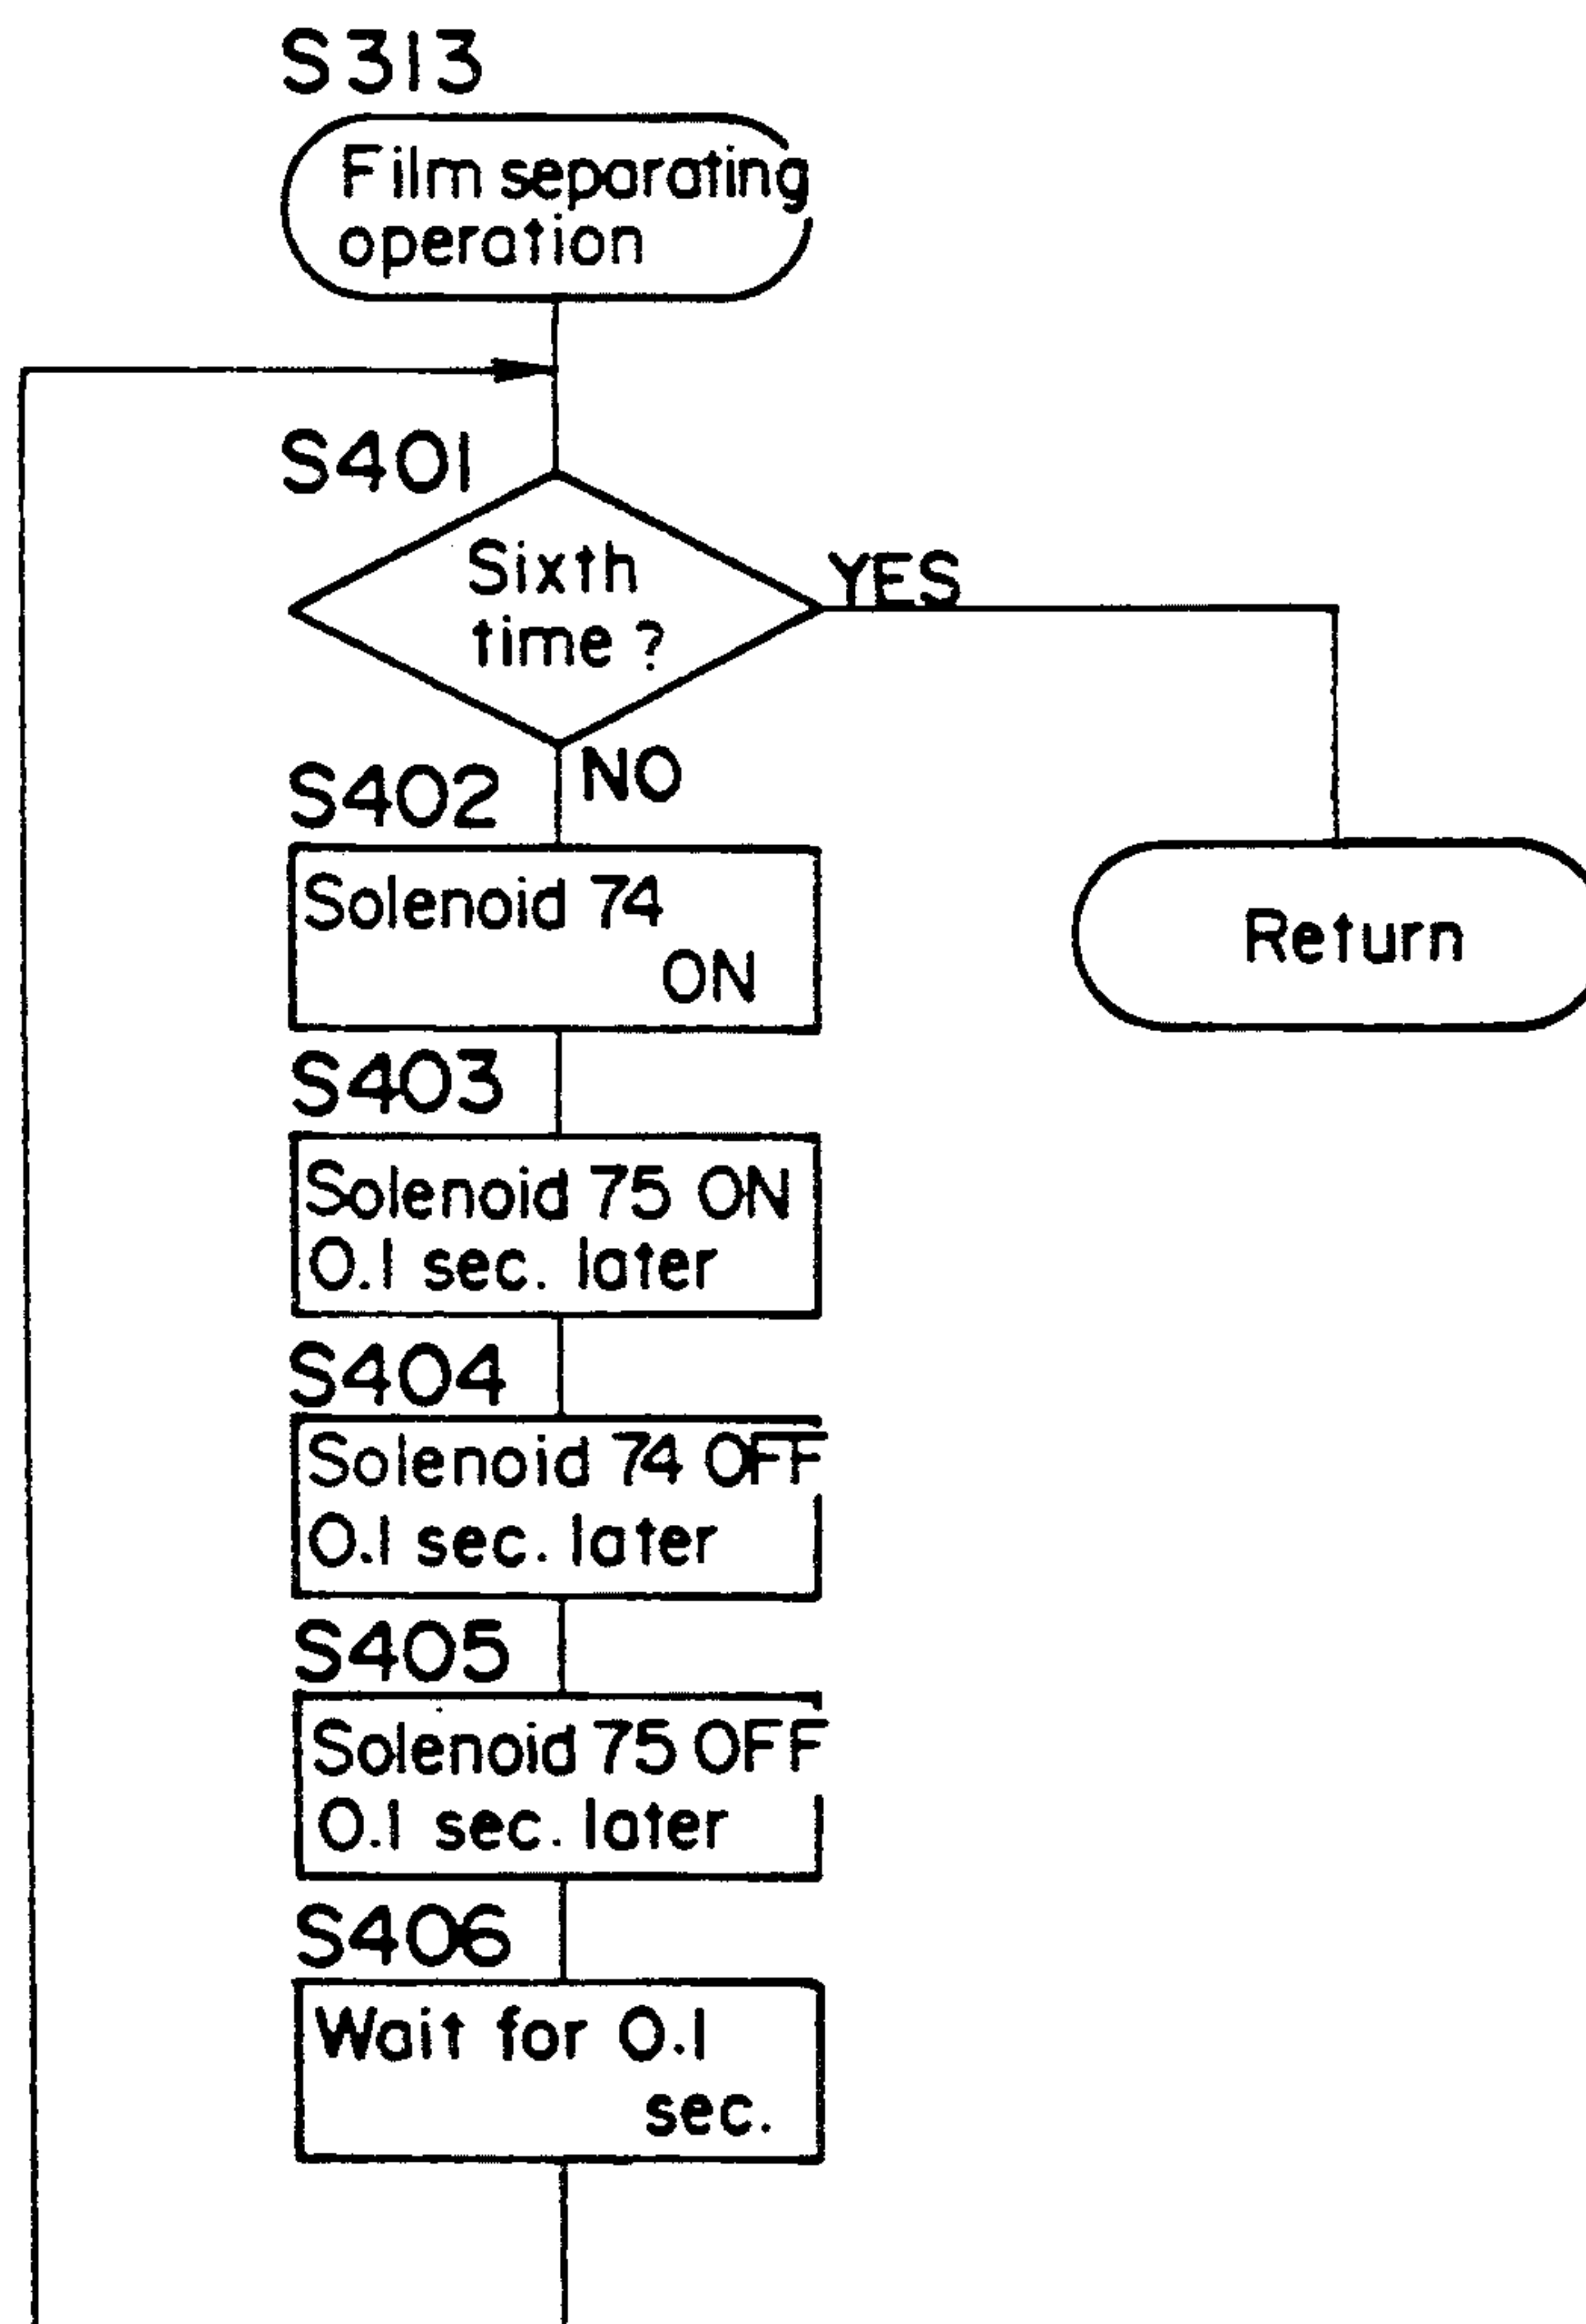 S313
Film separating
operation
S401
Sixth
time ?
YES
NO
S402
Solenoid 74
ON
Return
S403
Solenoid 75 ON
0.1 sec. later
S404
Solenoid 74 OFF
0.1 sec. later
S405
Solenoid 75 OFF
0.1 sec. later
S406
Wait for 0.1
sec.